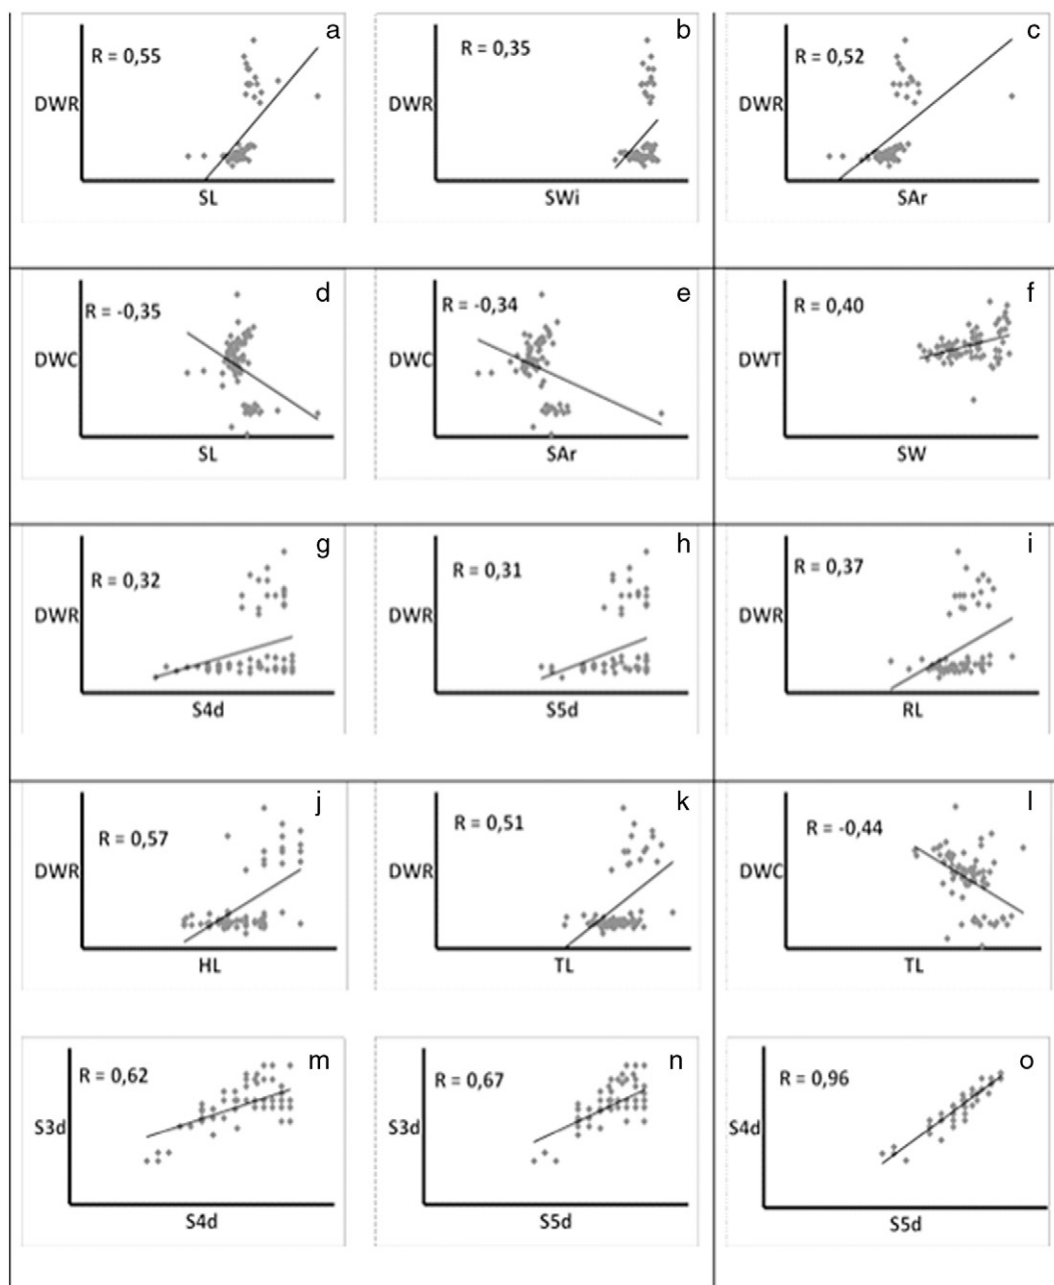 a
R = 0,55
DWR
SL
b
R = 0,35
DWR
SWi
c
R = 0,52
DWR
SAr
d
R = -0,35
DWC
SL
e
R = -0,34
DWC
SAr
f
R = 0,40
DWT
SW
g
R = 0,32
DWR
S4d
h
R = 0,31
DWR
S5d
i
R = 0,37
DWR
RL
j
R = 0,57
DWR
HL
k
R = 0,51
DWR
TL
l
R = -0,44
DWC
TL
m
R = 0,62
S3d
S4d
n
R = 0,67
S3d
S5d
o
R = 0,96
S4d
S5d